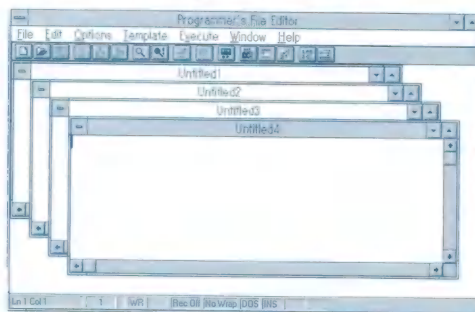 Programmer's File Editor
File Edit Options Template Execute Window Help
Untitled1
Untitled2
Untitled3
Untitled4
Ln 1 Col 1 1 WR Rec Off No Wrap DOS INS